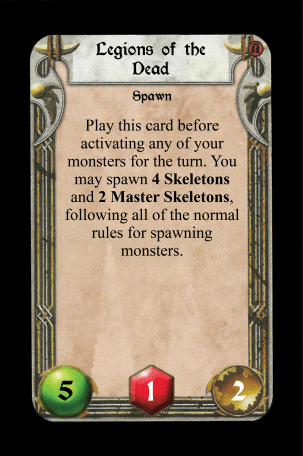 Legions of the
Dead
Spawn
Play this card before
activating any of your
monsters for the turn. You
may spawn 4 Skeletons
and 2 Master Skeletons,
following all of the normal
rules for spawning
monsters.
5 1 2